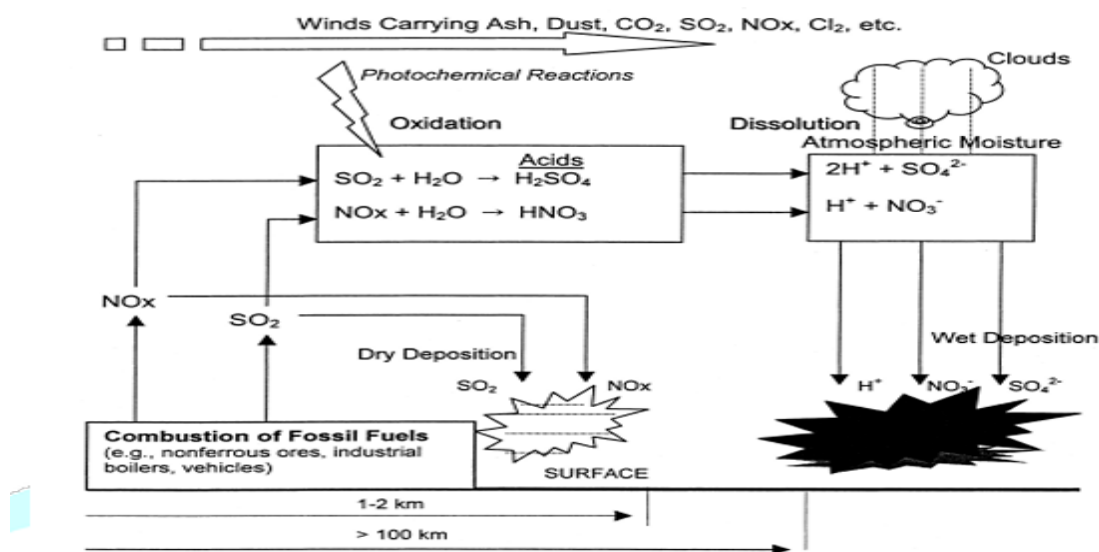 Winds Carrying Ash, Dust, CO₂, SO₂, NOx, Cl₂, etc.
Clouds
Photochemical Reactions
Oxidation
Dissolution
Atmospheric Moisture
Acids
SO₂ + H₂O → H₂SO₄
NOx + H₂O → HNO₃
2H⁺ + SO₄²⁻
H⁺ + NO₃⁻
NOx
SO₂
Dry Deposition
Wet Deposition
SO₂
NOx
H⁺
NO₃⁻
SO₄²⁻
Combustion of Fossil Fuels
(e.g., nonferrous ores, industrial
boilers, vehicles)
SURFACE
1-2 km
> 100 km